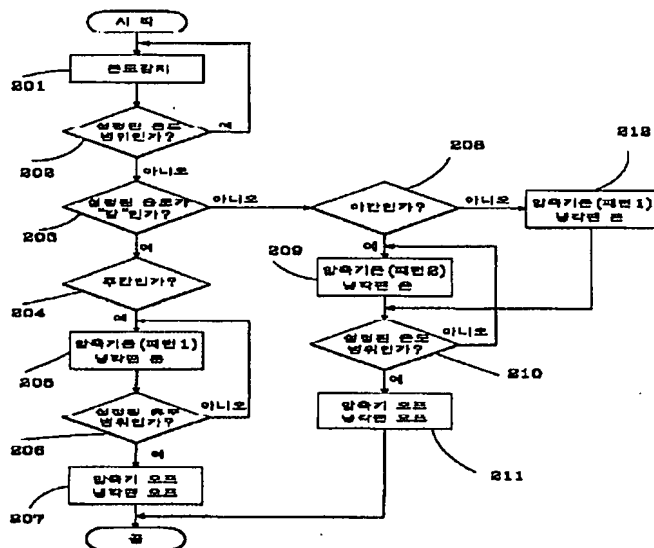 시 작
온도감지
201
설정된 온도
범위인가?
예
202
아니오
설정된 온도가
"강"인가?
아니오
203
예
주간인가?
204
예
압축기온(패턴1)
냉각팬 온
205
설정된 온도
범위인가?
아니오
206
예
압축기 오프
냉각팬 오프
207
끝
208
야간인가?
아니오
212
압축기온(패턴1)
냉각팬 온
예
209
압축기온(패턴2)
냉각팬 온
설정된 온도
범위인가?
아니오
210
예
압축기 오프
냉각팬 오프
211